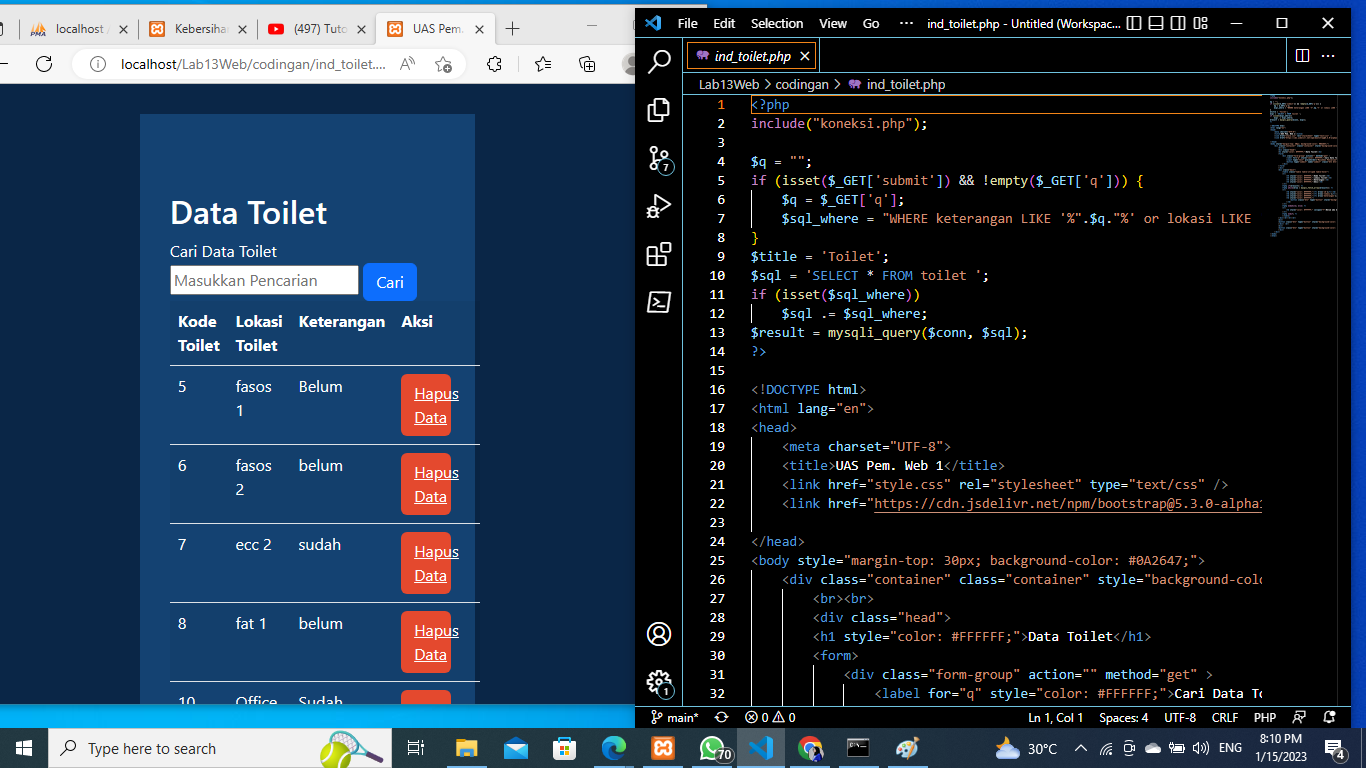 localhost /
Kebersihan
(497) Tuto
UAS Pem.
localhost/Lab13Web/codingan/ind_toilet....
Data Toilet
Cari Data Toilet
Masukkan Pencarian
Cari
Kode Toilet
Lokasi Toilet
Keterangan
Aksi
5
fasos 1
Belum
Hapus Data
6
fasos 2
belum
Hapus Data
7
ecc 2
sudah
Hapus Data
8
fat 1
belum
Hapus Data
10
Office
Sudah
File Edit Selection View Go ··· ind_toilet.php - Untitled (Workspac...
ind_toilet.php
Lab13Web > codingan > ind_toilet.php
1 <?php
2 include("koneksi.php");
3
4 $q = "";
5 if (isset($_GET['submit']) && !empty($_GET['q'])) {
6 $q = $_GET['q'];
7 $sql_where = "WHERE keterangan LIKE '%".$q."%' or lokasi LIKE
8 }
9 $title = 'Toilet';
10 $sql = 'SELECT * FROM toilet ';
11 if (isset($sql_where))
12 $sql .= $sql_where;
13 $result = mysqli_query($conn, $sql);
14 ?>
15
16 <!DOCTYPE html>
17 <html lang="en">
18 <head>
19 <meta charset="UTF-8">
20 <title>UAS Pem. Web 1</title>
21 <link href="style.css" rel="stylesheet" type="text/css" />
22 <link href="https://cdn.jsdelivr.net/npm/bootstrap@5.3.0-alpha1
23
24 </head>
25 <body style="margin-top: 30px; background-color: #0A2647;">
26 <div class="container" class="container" style="background-colo
27 <br><br>
28 <div class="head">
29 <h1 style="color: #FFFFFF;">Data Toilet</h1>
30 <form>
31 <div class="form-group" action="" method="get" >
32 <label for="q" style="color: #FFFFFF;">Cari Data To
7
1
main* 0 0 Ln 1, Col 1 Spaces: 4 UTF-8 CRLF PHP
Type here to search
70
30°C
ENG
8:10 PM
1/15/2023
4